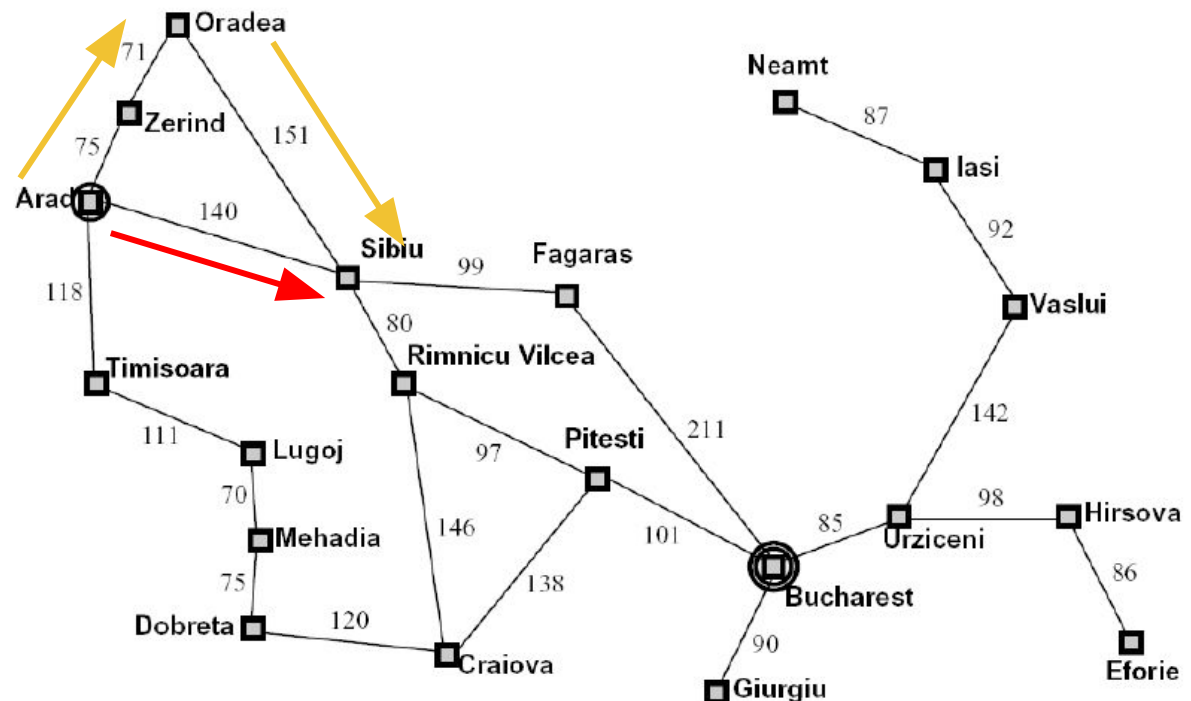 Oradea
71
Neamt
87
Zerind
151
75
Iasi
Arad
140
92
Sibiu
Fagaras
99
118
Vaslui
80
Rimnicu Vilcea
Timisoara
142
211
Pitesti
111
Lugoj
97
70
98
Hirsova
146
101
85
Urziceni
Mehadia
86
75
138
Bucharest
Dobreta
120
90
Craiova
Eforie
Giurgiu